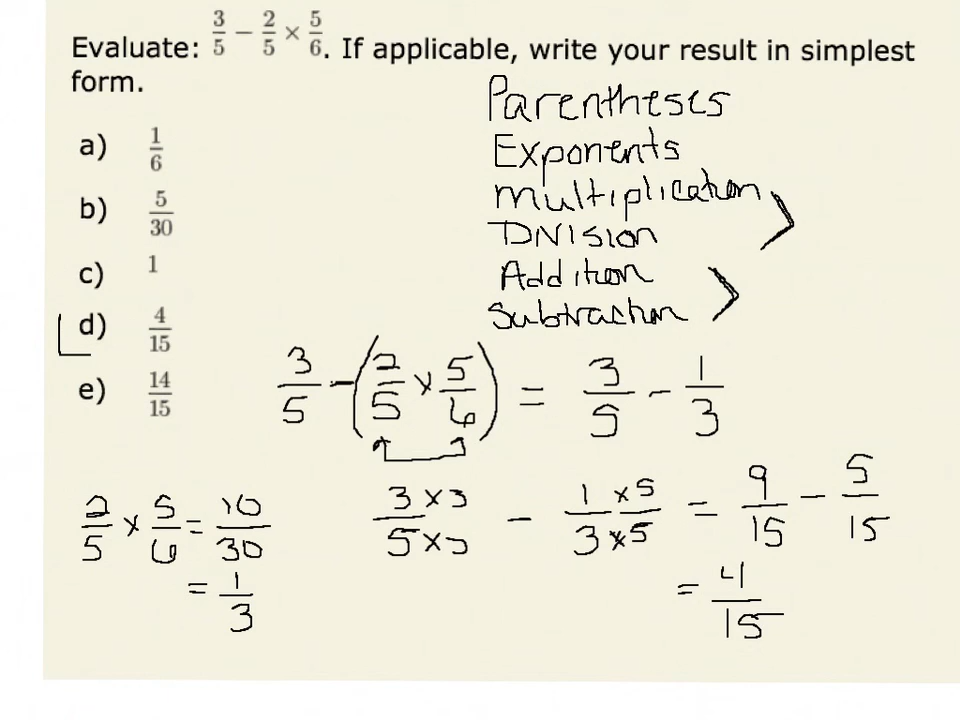 Evaluate: 3/5 − 2/5 × 5/6. If applicable, write your result in simplest
form.
a) 1/6
b) 5/30
c) 1
d) 4/15
e) 14/15
Parentheses
Exponents
Multiplication
Division
Addition
Subtraction
3/5 − (2/5 × 5/6) = 3/5 − 1/3
2/5 × 5/6 = 10/30
= 1/3
3×3/5×3 − 1×5/3×5 = 9/15 − 5/15
= 4/15